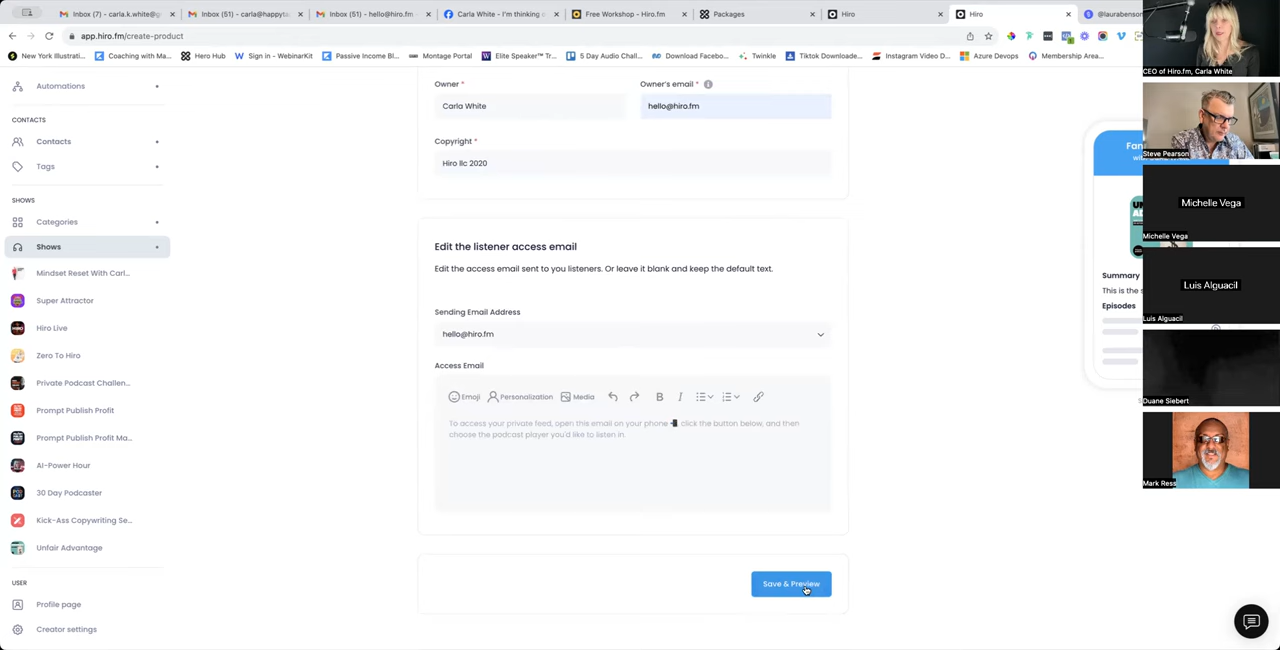 Inbox (7) - carla.k.white@g
Inbox (51) - carla@happyta
Inbox (51) - hello@hiro.fm
Carla White - I'm thinking
Free Workshop - Hiro.fm
Packages
Hiro
Hiro
@lauraben
app.hiro.fm/create-product
New York Illustrati...
Coaching with Ma...
Hero Hub
Sign in - WebinarKit
Passive Income Bl...
Montage Portal
Elite Speaker™ Tr...
5 Day Audio Chall...
Download Facebo...
Twinkle
Tiktok Downloade...
Instagram Video D...
Azure Devops
Membership Area...
CEO of Hiro.fm, Carla White
Steve Pearson
Michelle Vega
Michelle Vega
Luis Alguacil
Luis Alguacil
Duane Siebert
Mark Ress
Automations
CONTACTS
Contacts
Tags
SHOWS
Categories
Shows
Mindset Reset With Carl...
Super Attractor
Hiro Live
Zero To Hiro
Private Podcast Challen...
Prompt Publish Profit
Prompt Publish Profit Ma...
AI-Power Hour
30 Day Podcaster
Kick-Ass Copywriting Se...
Unfair Advantage
USER
Profile page
Creator settings
Owner *
Owner's email *
Carla White
hello@hiro.fm
Copyright *
Hiro llc 2020
Edit the listener access email
Edit the access email sent to you listeners. Or leave it blank and keep the default text.
Sending Email Address
hello@hiro.fm
Access Email
Emoji
Personalization
Media
B
I
To access your private feed, open this email on your phone 📲 click the button below, and then
choose the podcast player you'd like to listen in.
Save & Preview
Fan
Summary
This is the s
Episodes